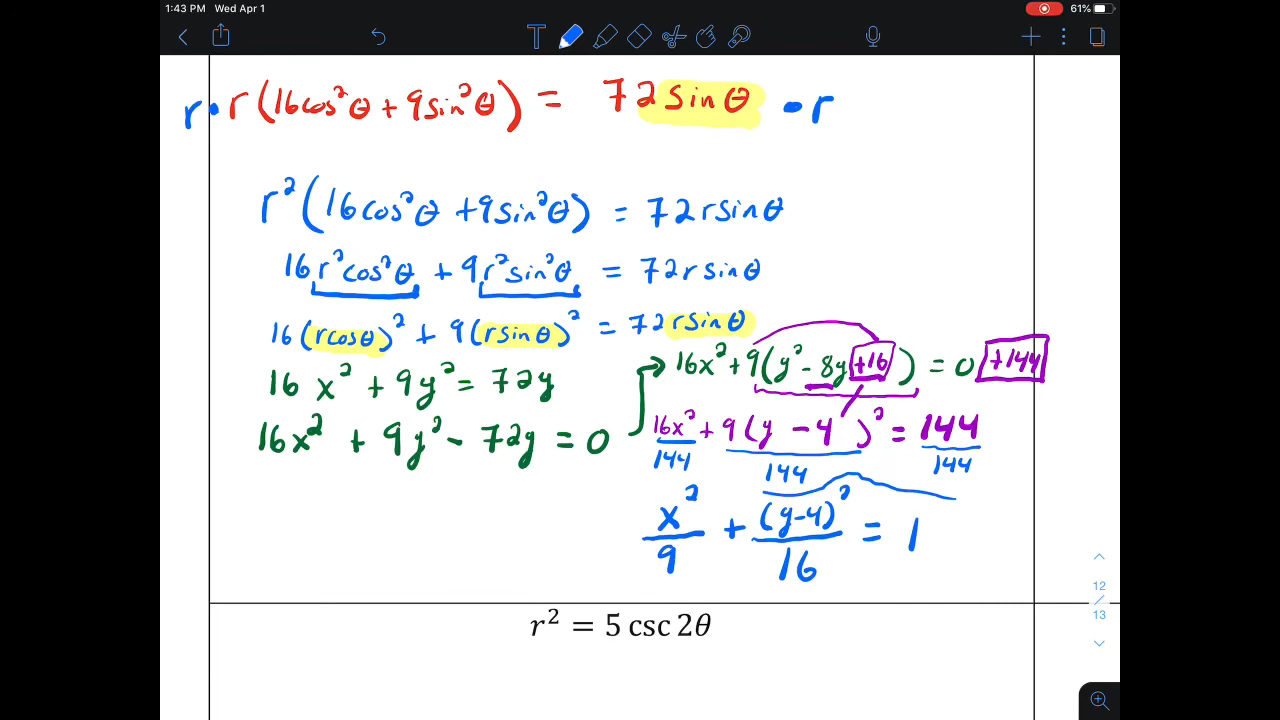 1:43 PM Wed Apr 1
61%
T
r • r(16cos²θ + 9sin²θ) = 72sinθ • r
r²(16cos²θ + 9sin²θ) = 72rsinθ
16r²cos²θ + 9r²sin²θ = 72rsinθ
16(rcosθ)² + 9(rsinθ)² = 72rsinθ
16x² + 9y² = 72y
16x² + 9y² - 72y = 0
16x² + 9(y² - 8y +16) = 0 +144
16x²/144 + 9(y - 4)²/144 = 144/144
x²/9 + (y-4)²/16 = 1
12/13
r² = 5 csc 2θ